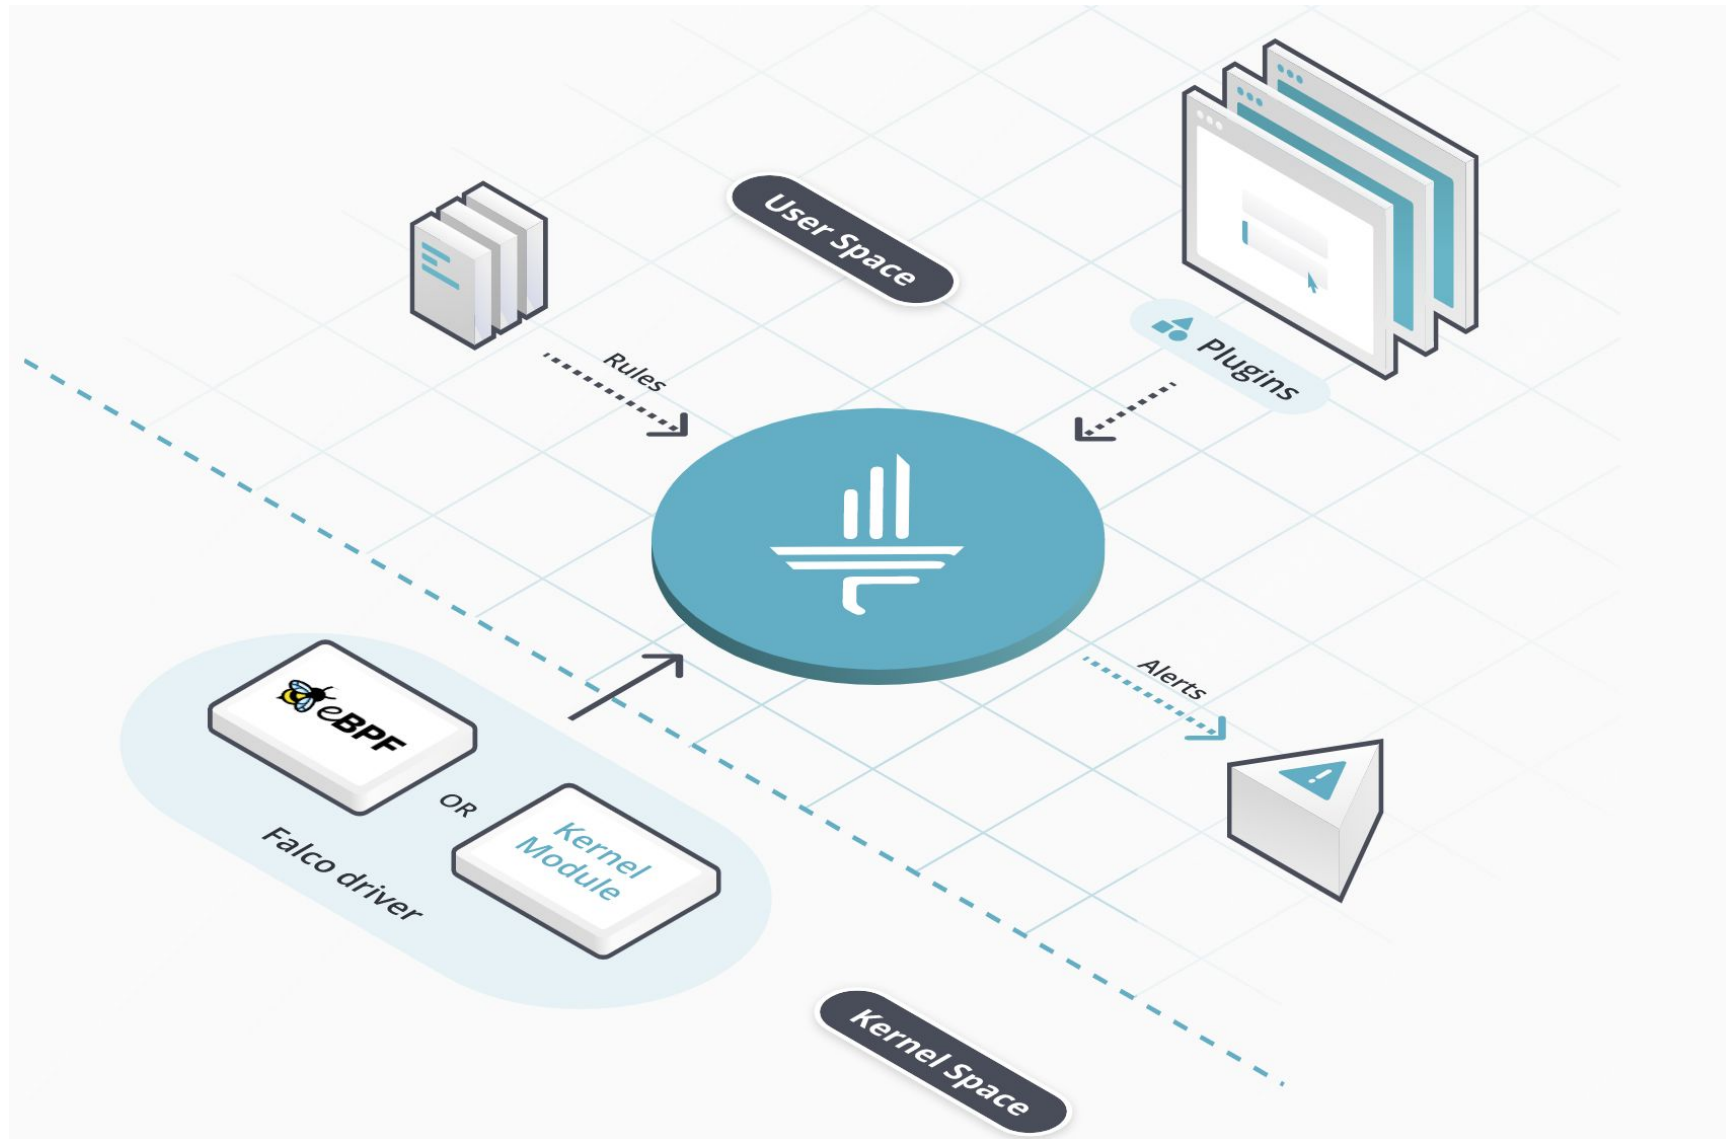 User Space
Plugins
Rules
Alerts
eBPF
OR
Kernel
Module
Falco driver
Kernel Space